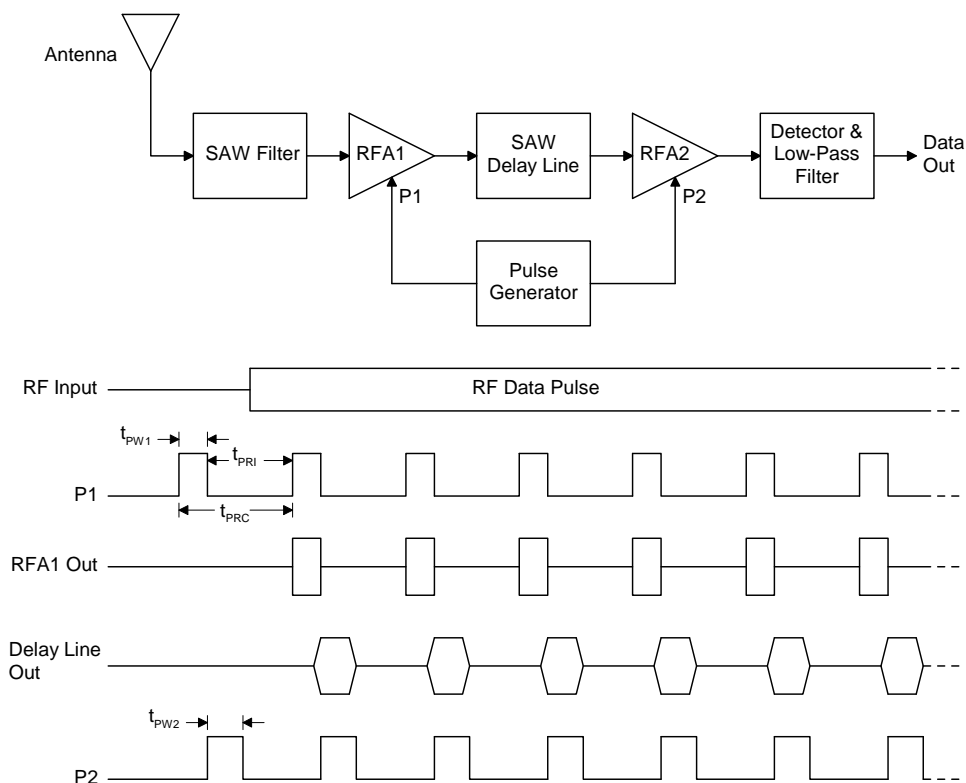 Antenna
SAW Filter
RFA1
SAW
Delay Line
RFA2
Detector &
Low-Pass
Filter
Data
Out
P1
P2
Pulse
Generator
RF Input
RF Data Pulse
tPW1
tPRI
P1
tPRC
RFA1 Out
Delay Line
Out
tPW2
P2